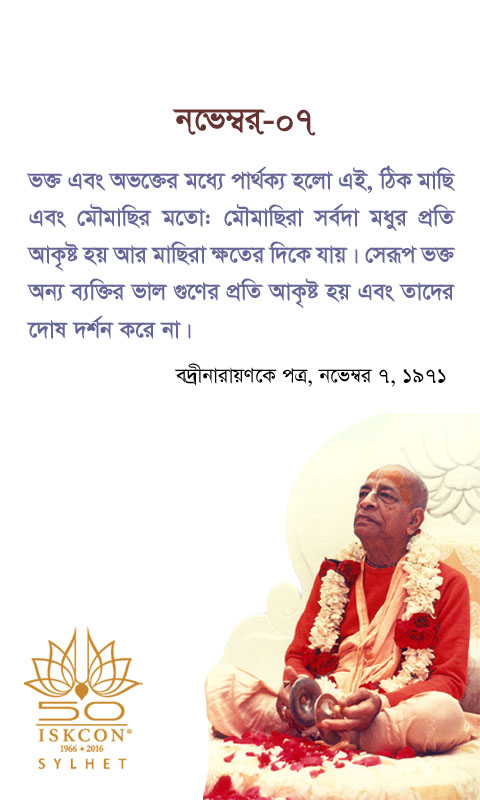 নভেম্বর-০৭
ভক্ত এবং অভক্তের মধ্যে পার্থক্য হলো এই, ঠিক মাছি
এবং মৌমাছির মতো: মৌমাছিরা সর্বদা মধুর প্রতি
আকৃষ্ট হয় আর মাছিরা ক্ষতের দিকে যায়। সেরূপ ভক্ত
অন্য ব্যক্তির ভাল গুণের প্রতি আকৃষ্ট হয় এবং তাদের
দোষ দর্শন করে না।
বদ্রীনারায়ণকে পত্র, নভেম্বর ৭, ১৯৭১
50
ISKCON®
1966 • 2016
SYLHET